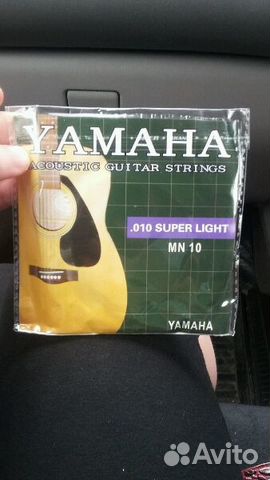 YAMAHA
ACOUSTIC GUITAR STRINGS
.010 SUPER LIGHT
MN 10
YAMAHA
Avito